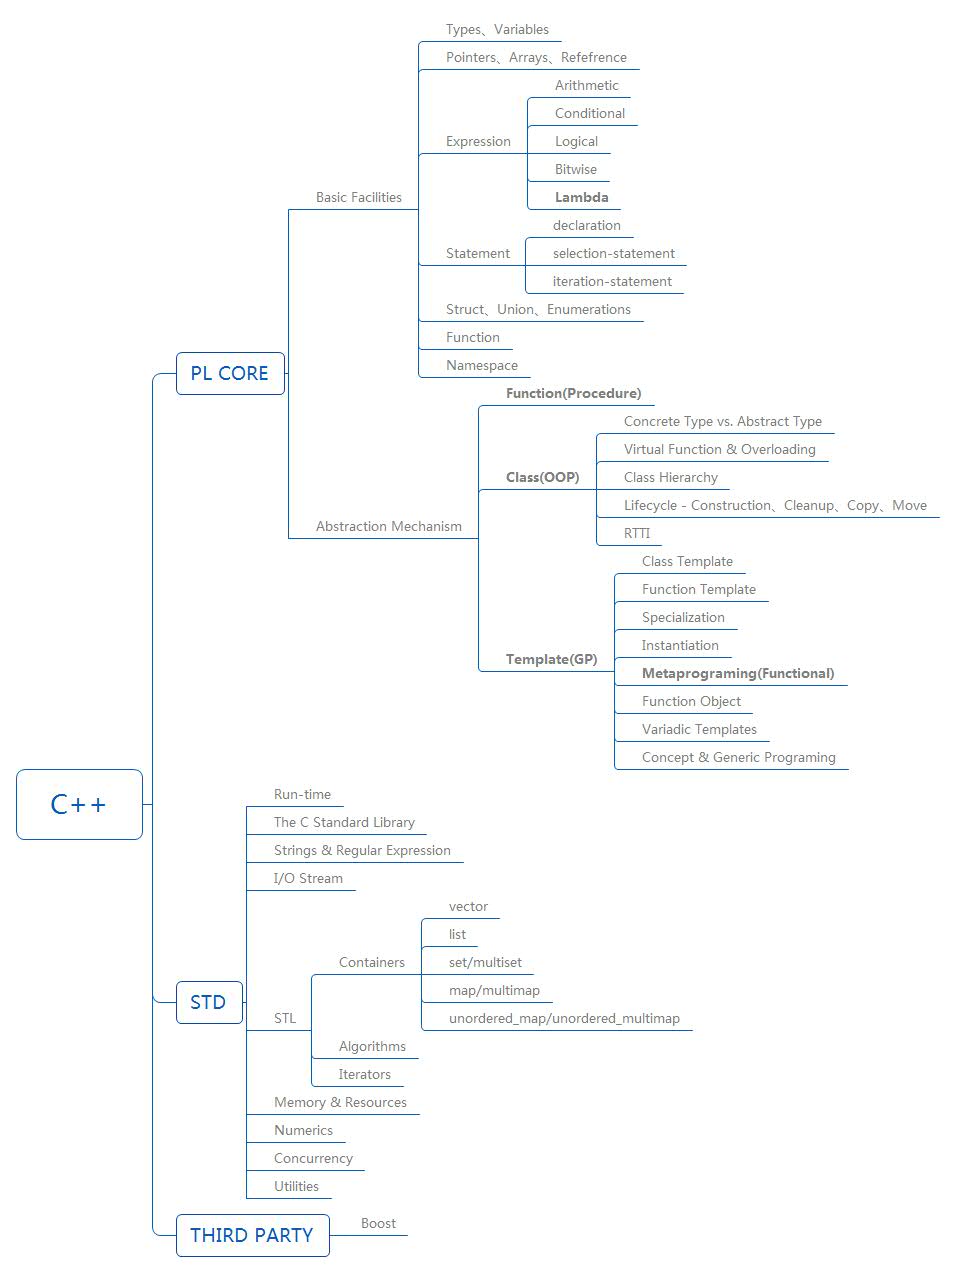 Types、Variables
Pointers、Arrays、Refefrence
Arithmetic
Conditional
Expression
Logical
Bitwise
Basic Facilities
Lambda
declaration
Statement
selection-statement
iteration-statement
Struct、Union、Enumerations
Function
Namespace
PL CORE
Function(Procedure)
Concrete Type vs. Abstract Type
Virtual Function & Overloading
Class(OOP)
Class Hierarchy
Lifecycle - Construction、Cleanup、Copy、Move
Abstraction Mechanism
RTTI
Class Template
Function Template
Specialization
Instantiation
Template(GP)
Metaprograming(Functional)
Function Object
Variadic Templates
Concept & Generic Programing
C++
Run-time
The C Standard Library
Strings & Regular Expression
I/O Stream
vector
list
Containers
set/multiset
map/multimap
STD
STL
unordered_map/unordered_multimap
Algorithms
Iterators
Memory & Resources
Numerics
Concurrency
Utilities
THIRD PARTY
Boost